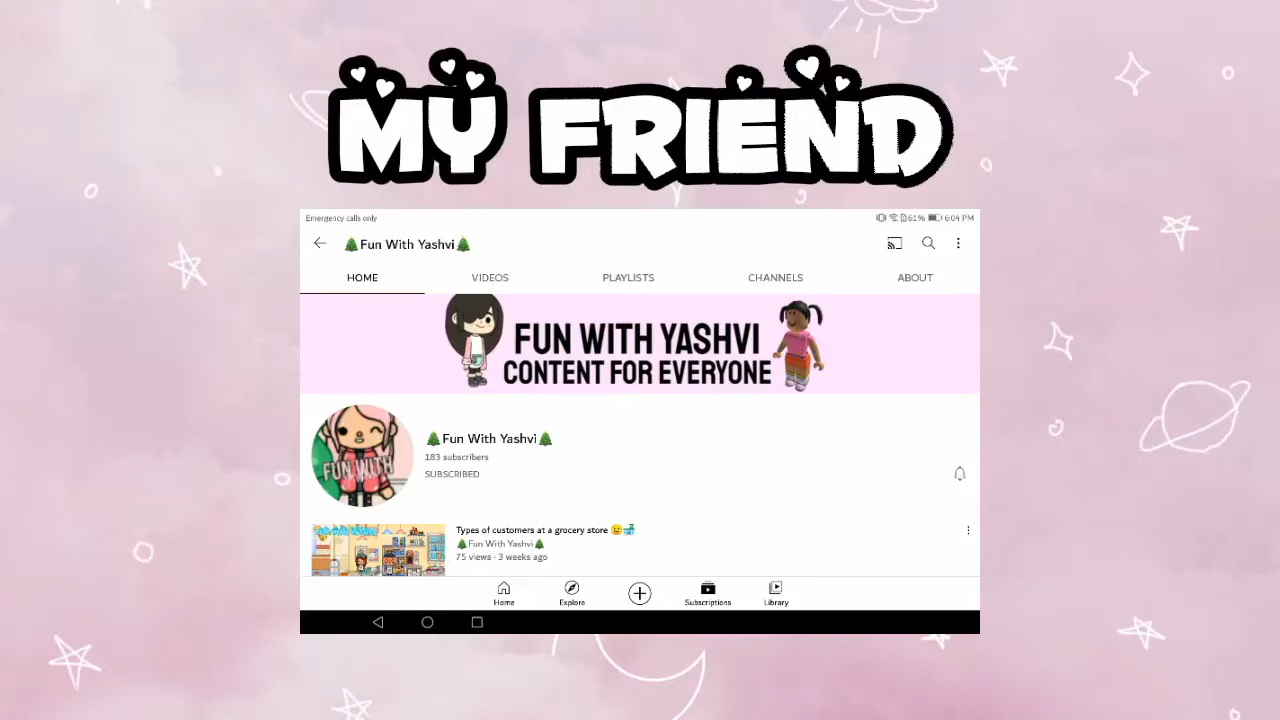 MY FRIEND
Emergency calls only
61% 6:04 PM
🌲Fun With Yashvi🌲
HOME VIDEOS PLAYLISTS CHANNELS ABOUT
FUN WITH YASHVI
CONTENT FOR EVERYONE
FUN WITH
🌲Fun With Yashvi🌲
183 subscribers
SUBSCRIBED
Types of customers at a grocery store
🌲Fun With Yashvi🌲
75 views · 3 weeks ago
Home Explore Subscriptions Library